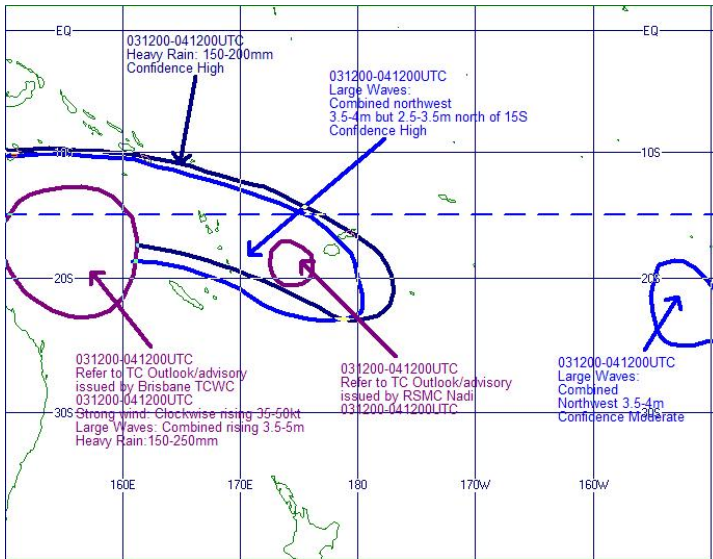 EQ
EQ
031200-041200UTC
Heavy Rain: 150-200mm
Confidence High
031200-041200UTC
Large Waves:
Combined northwest
3.5-4m but 2.5-3.5m north of 15S
Confidence High
10S
10S
20S
20S
031200-041200UTC
Refer to TC Outlook/advisory
issued by Brisbane TCWC
031200-041200UTC
Strong wind: Clockwise rising 35-50kt
Large Waves: Combined rising 3.5-5m
Heavy Rain:150-250mm
031200-041200UTC
Refer to TC Outlook/advisory
issued by RSMC Nadi
031200-041200UTC
031200-041200UTC
Large Waves:
Combined
Northwest 3.5-4m
Confidence Moderate
30S
30S
160E
170E
180
170W
160W